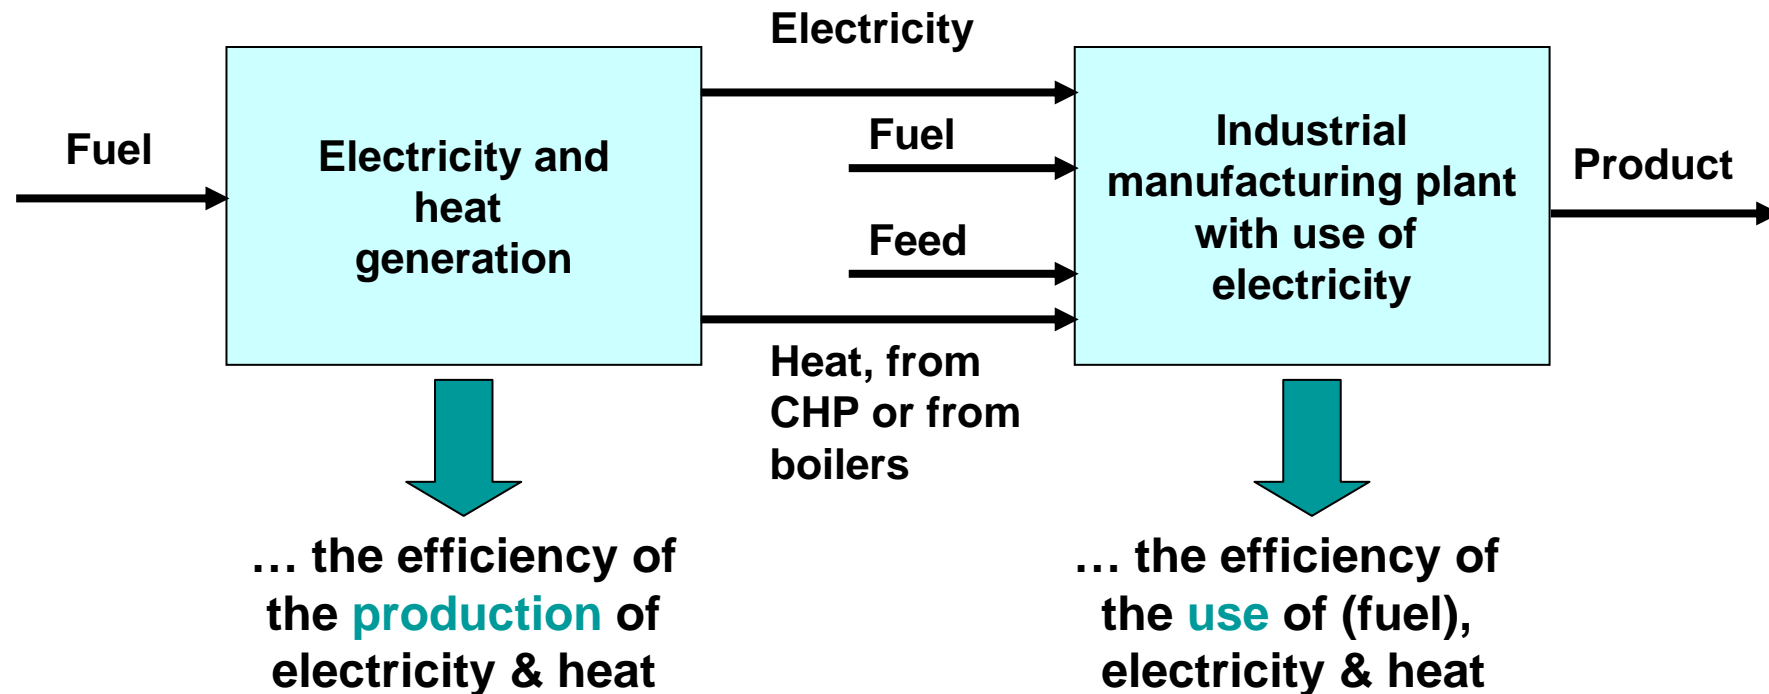 Electricity
Fuel
Electricity and
heat
generation
Fuel
Feed
Industrial
manufacturing plant
with use of
electricity
Product
Heat, from
CHP or from
boilers
… the efficiency of
the production of
electricity & heat
… the efficiency of
the use of (fuel),
electricity & heat